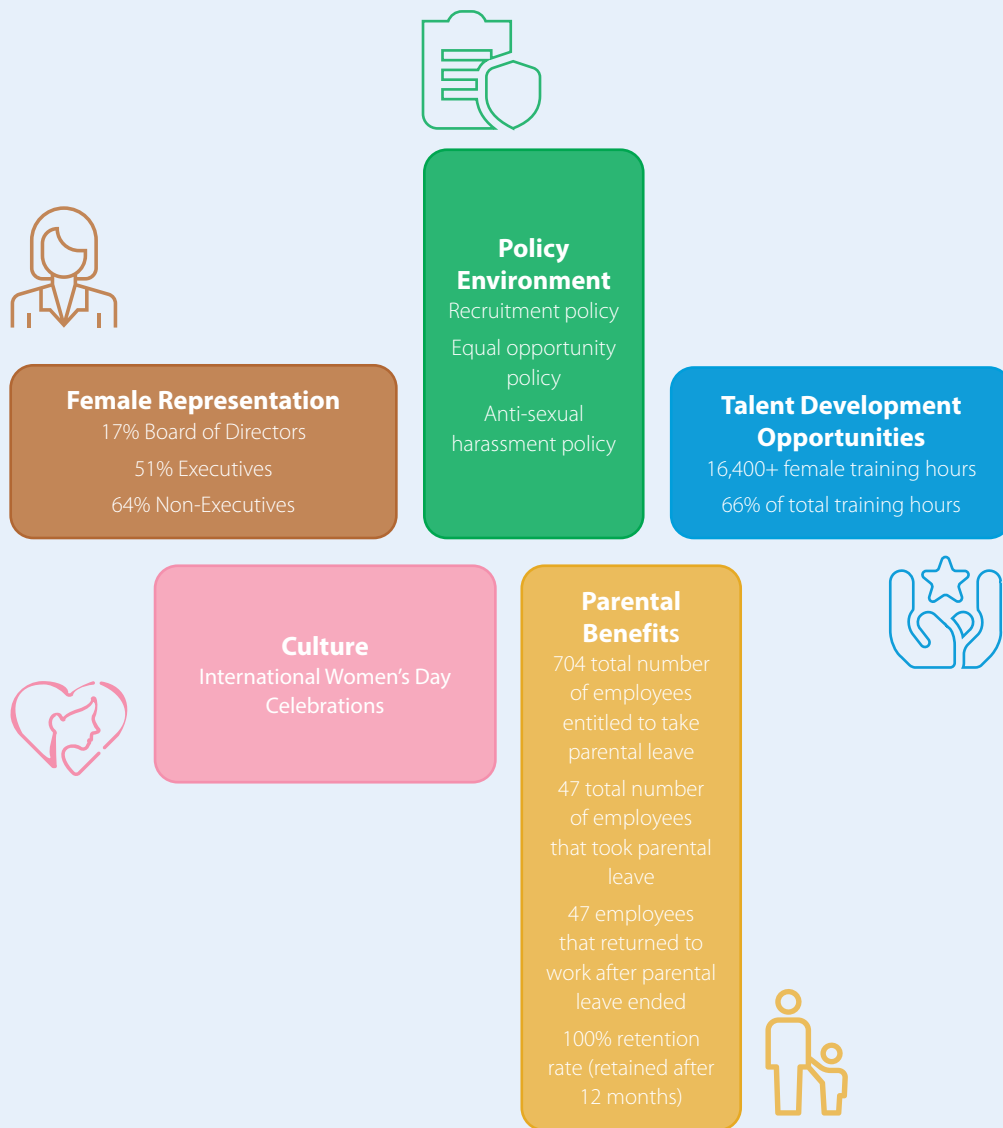 Policy
Environment
Recruitment policy
Equal opportunity
policy
Anti-sexual
harassment policy
Female Representation
17% Board of Directors
51% Executives
64% Non-Executives
Talent Development
Opportunities
16,400+ female training hours
66% of total training hours
Culture
International Women's Day
Celebrations
Parental
Benefits
704 total number
of employees
entitled to take
parental leave
47 total number
of employees
that took parental
leave
47 employees
that returned to
work after parental
leave ended
100% retention
rate (retained after
12 months)